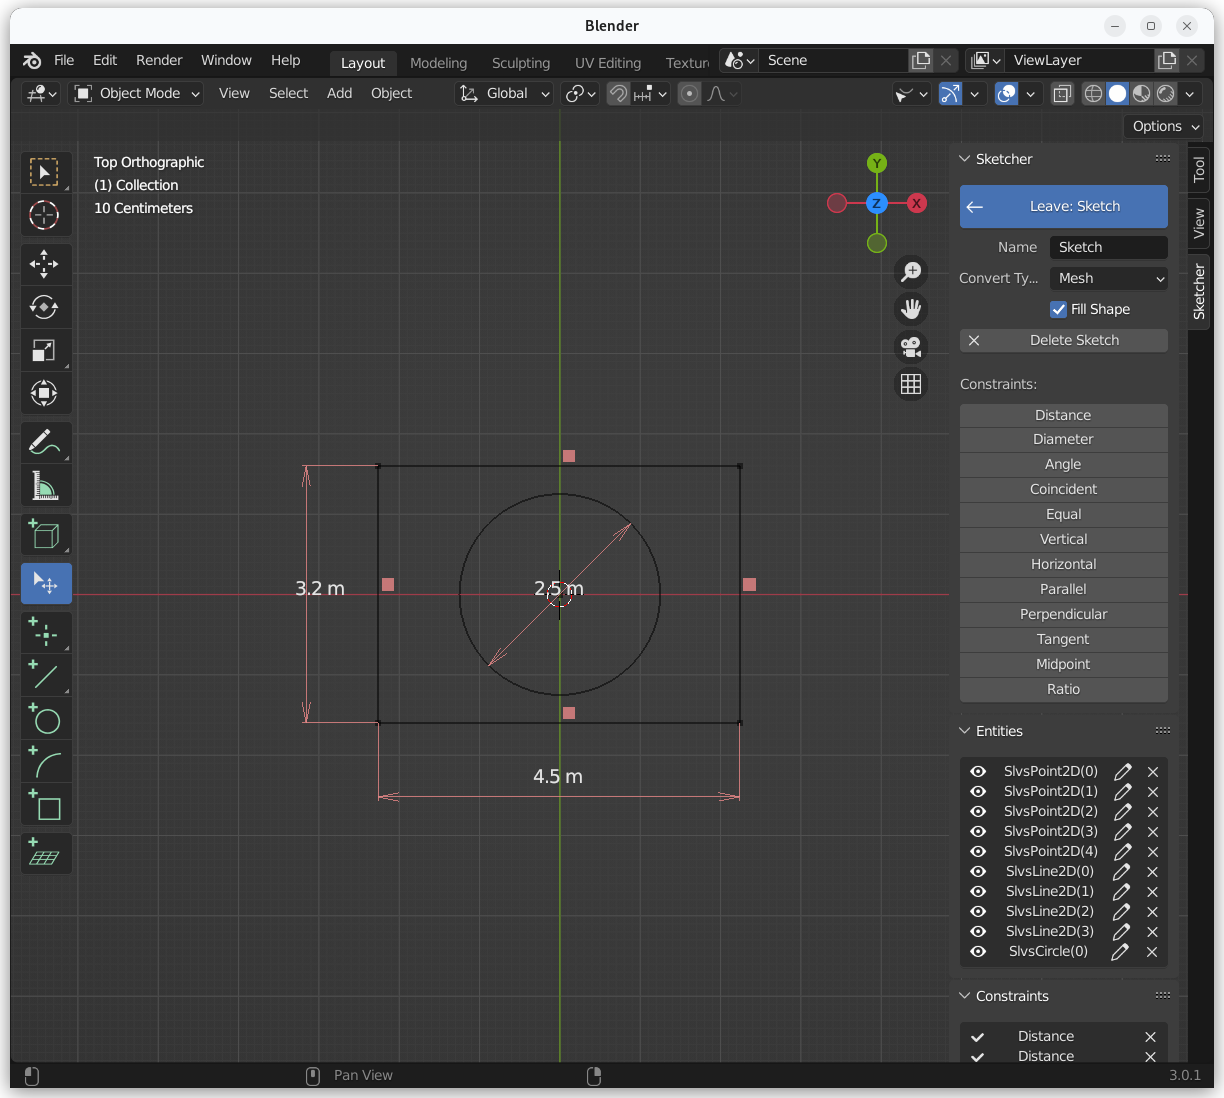 Blender
File Edit Render Window Help Layout Modeling Sculpting UV Editing Textur Scene ViewLayer
Object Mode View Select Add Object Global
Options
Top Orthographic
(1) Collection
10 Centimeters
Y
Z
X
3.2 m
2.5 m
4.5 m
Sketcher
Leave: Sketch
Name Sketch
Convert Ty... Mesh
Fill Shape
Delete Sketch
Constraints:
Distance
Diameter
Angle
Coincident
Equal
Vertical
Horizontal
Parallel
Perpendicular
Tangent
Midpoint
Ratio
Entities
SlvsPoint2D(0)
SlvsPoint2D(1)
SlvsPoint2D(2)
SlvsPoint2D(3)
SlvsPoint2D(4)
SlvsLine2D(0)
SlvsLine2D(1)
SlvsLine2D(2)
SlvsLine2D(3)
SlvsCircle(0)
Constraints
Distance
Distance
Tool
View
Sketcher
Pan View
3.0.1